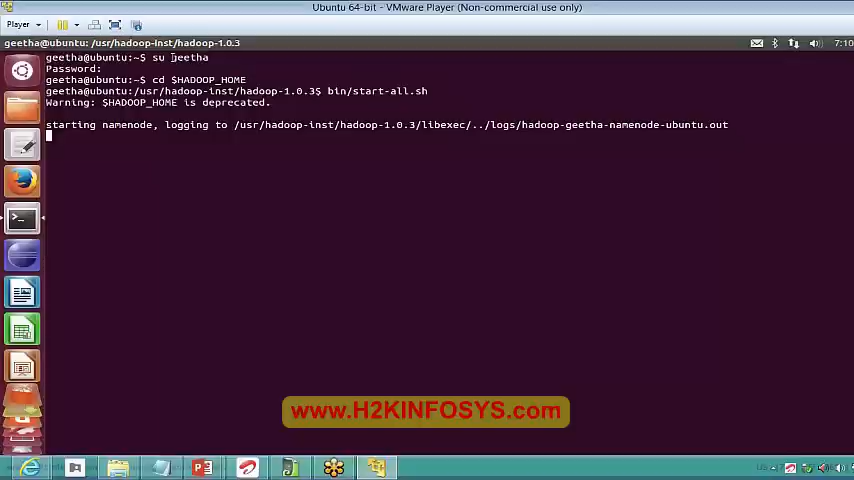 Ubuntu 64-bit - VMware Player (Non-commercial use only)
Player
geetha@ubuntu: /usr/hadoop-inst/hadoop-1.0.3
7:10
geetha@ubuntu:~$ su geetha
Password:
geetha@ubuntu:~$ cd $HADOOP_HOME
geetha@ubuntu:/usr/hadoop-inst/hadoop-1.0.3$ bin/start-all.sh
Warning: $HADOOP_HOME is deprecated.
starting namenode, logging to /usr/hadoop-inst/hadoop-1.0.3/libexec/../logs/hadoop-geetha-namenode-ubuntu.out
www.H2KINFOSYS.com